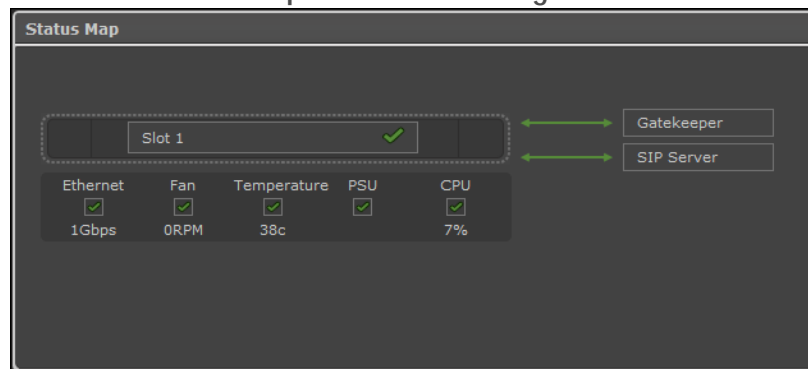 Status Map
Slot 1
Gatekeeper
SIP Server
Ethernet Fan Temperature PSU CPU
1Gbps 0RPM 38c 7%